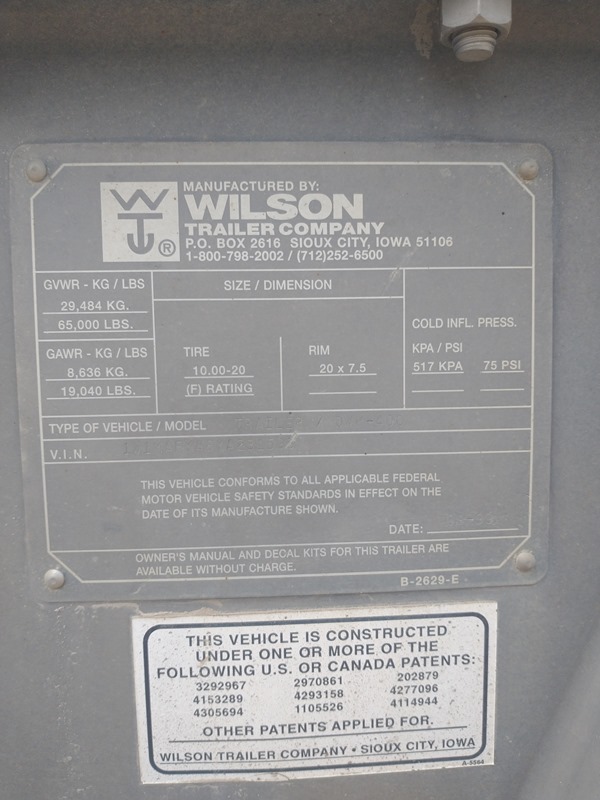 MANUFACTURED BY:
WT® WILSON
TRAILER COMPANY
P.O. BOX 2616 SIOUX CITY, IOWA 51106
1-800-798-2002 / (712)252-6500
GVWR - KG / LBS
29,484 KG.
65,000 LBS.
GAWR - KG / LBS
8,636 KG.
19,040 LBS.
SIZE / DIMENSION
TIRE
10.00-20
(F) RATING
RIM
20 x 7.5
COLD INFL. PRESS.
KPA / PSI
517 KPA 75 PSI
TYPE OF VEHICLE / MODEL
V.I.N.
THIS VEHICLE CONFORMS TO ALL APPLICABLE FEDERAL
MOTOR VEHICLE SAFETY STANDARDS IN EFFECT ON THE
DATE OF ITS MANUFACTURE SHOWN.
DATE:
OWNER'S MANUAL AND DECAL KITS FOR THIS TRAILER ARE
AVAILABLE WITHOUT CHARGE.
B-2629-E
THIS VEHICLE IS CONSTRUCTED
UNDER ONE OR MORE OF THE
FOLLOWING U.S. OR CANADA PATENTS:
3292967 2970861 202879
4153289 4293158 4277096
4305694 1105526 4114944
OTHER PATENTS APPLIED FOR.
WILSON TRAILER COMPANY • SIOUX CITY, IOWA
A-5564